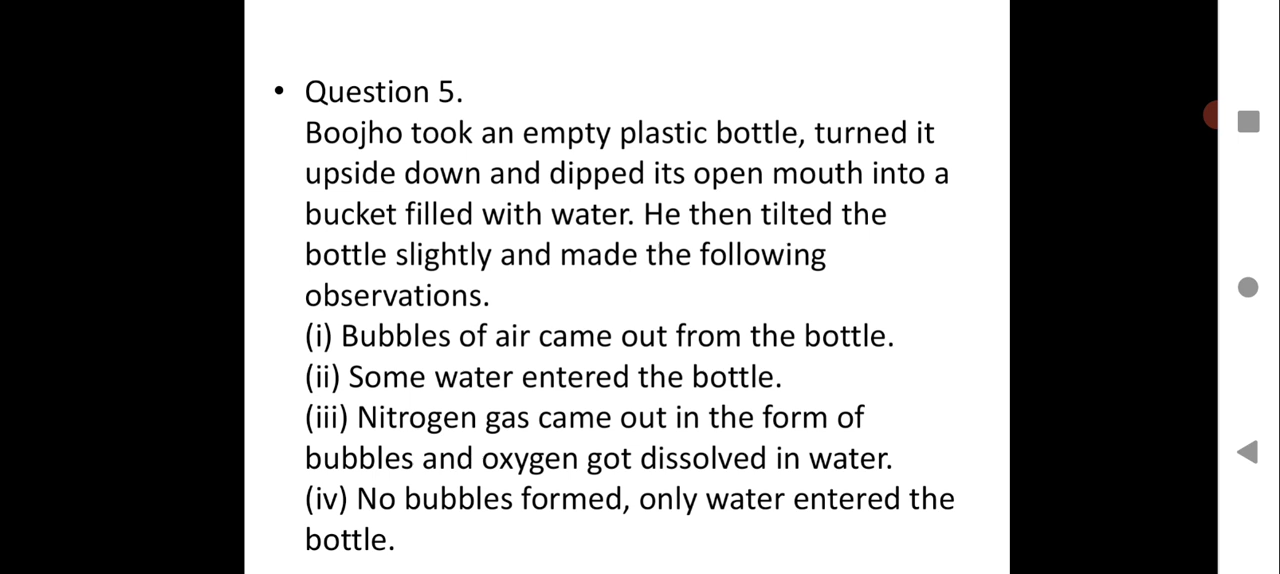 • Question 5.
Boojho took an empty plastic bottle, turned it
upside down and dipped its open mouth into a
bucket filled with water. He then tilted the
bottle slightly and made the following
observations.
(i) Bubbles of air came out from the bottle.
(ii) Some water entered the bottle.
(iii) Nitrogen gas came out in the form of
bubbles and oxygen got dissolved in water.
(iv) No bubbles formed, only water entered the
bottle.